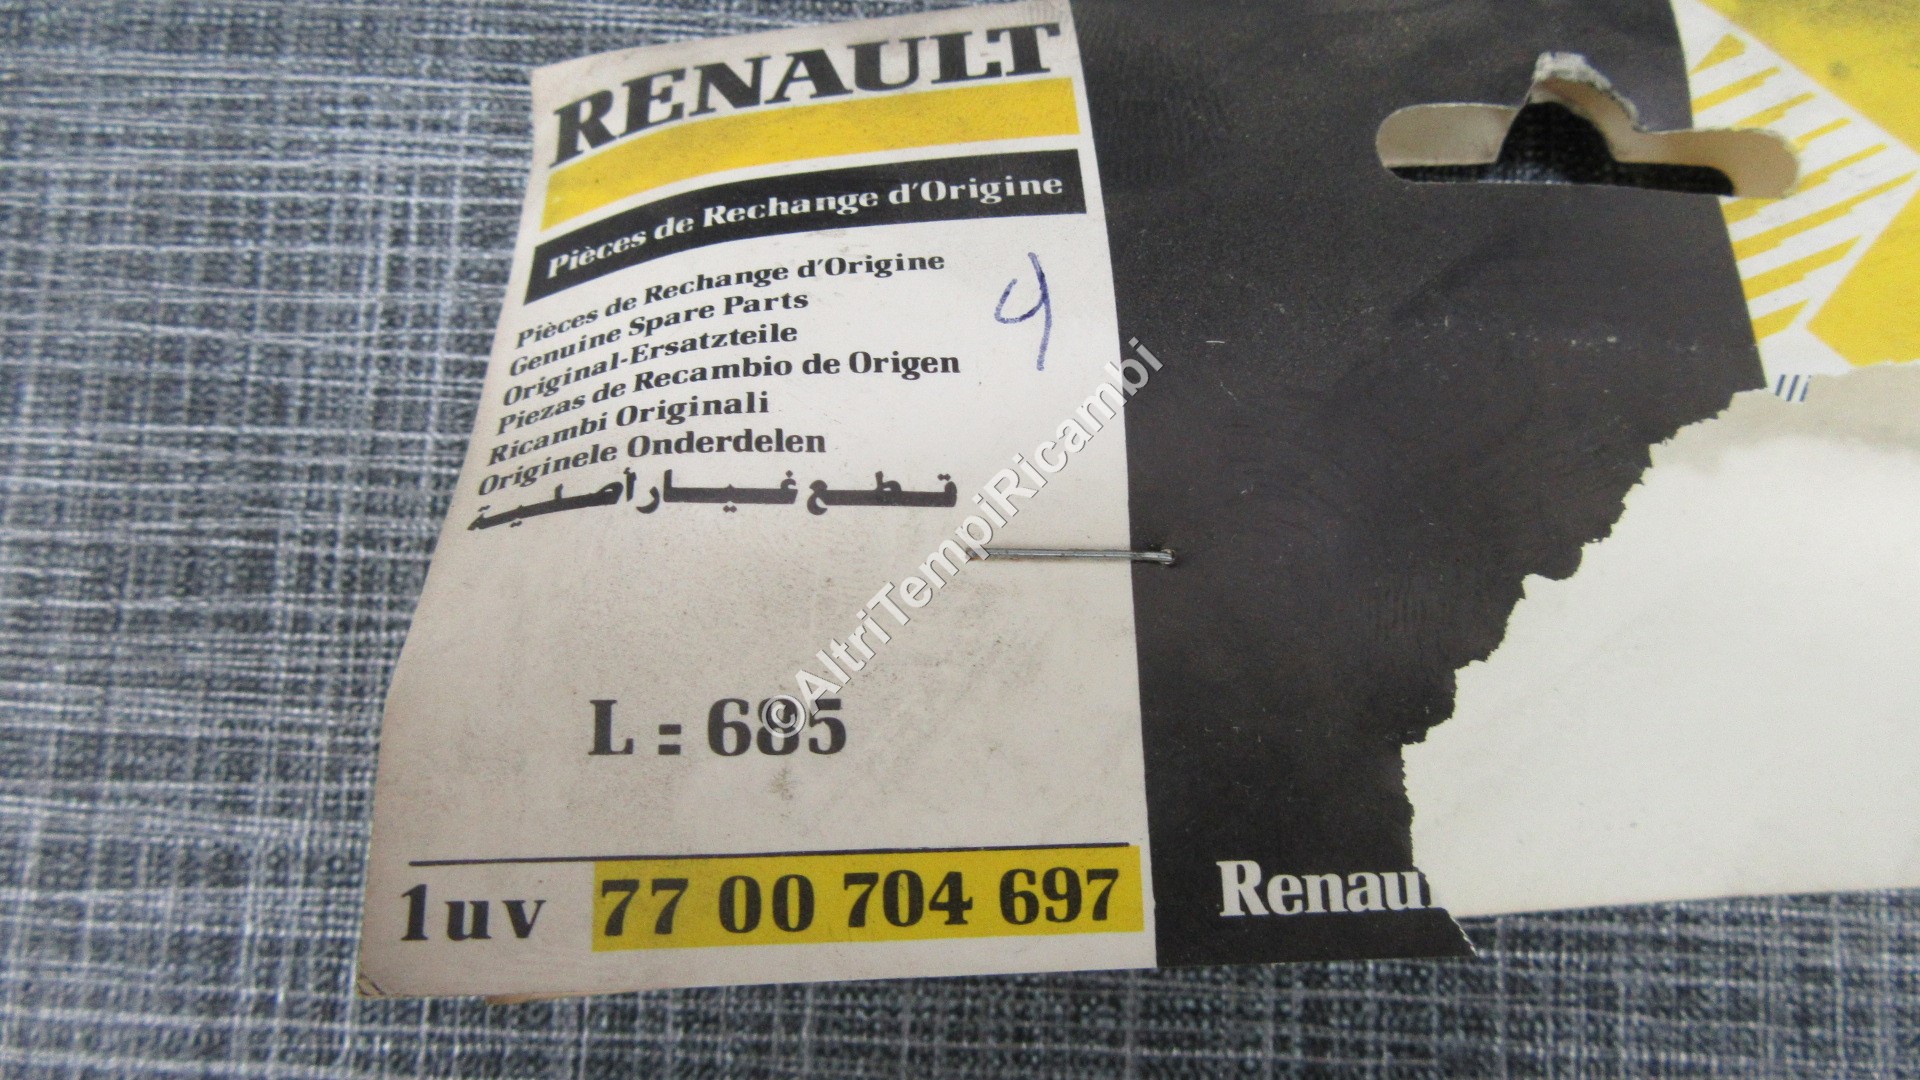 RENAULT
Pièces de Rechange d'Origine
Pièces de Rechange d'Origine
Genuine Spare Parts
Original-Ersatzteile
Piezas de Recambio de Origen
Ricambi Originali
Originele Onderdelen
قطع غيار أصلية
4
L = 685
1uv 77 00 704 697
Renau
©AltriTempiRicambi